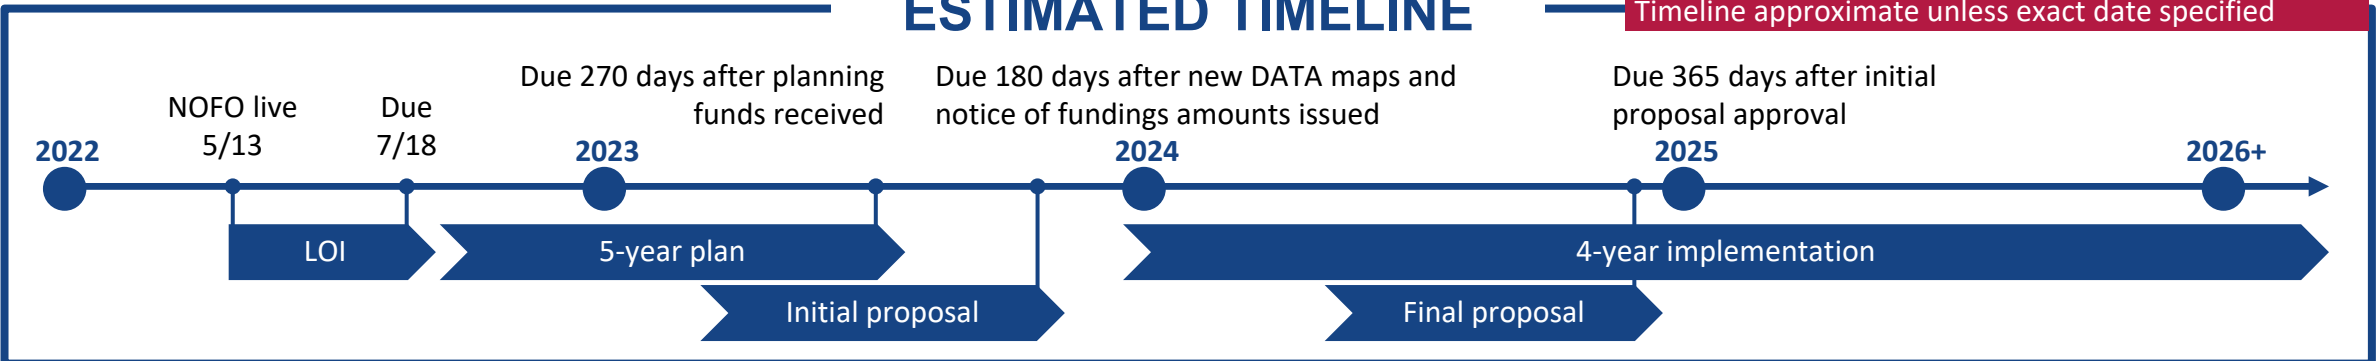 ESTIMATED TIMELINE
Timeline approximate unless exact date specified
NOFO live
5/13
Due
7/18
Due 270 days after planning
funds received
Due 180 days after new DATA maps and
notice of fundings amounts issued
Due 365 days after initial
proposal approval
2022
2023
2024
2025
2026+
LOI
5-year plan
4-year implementation
Initial proposal
Final proposal